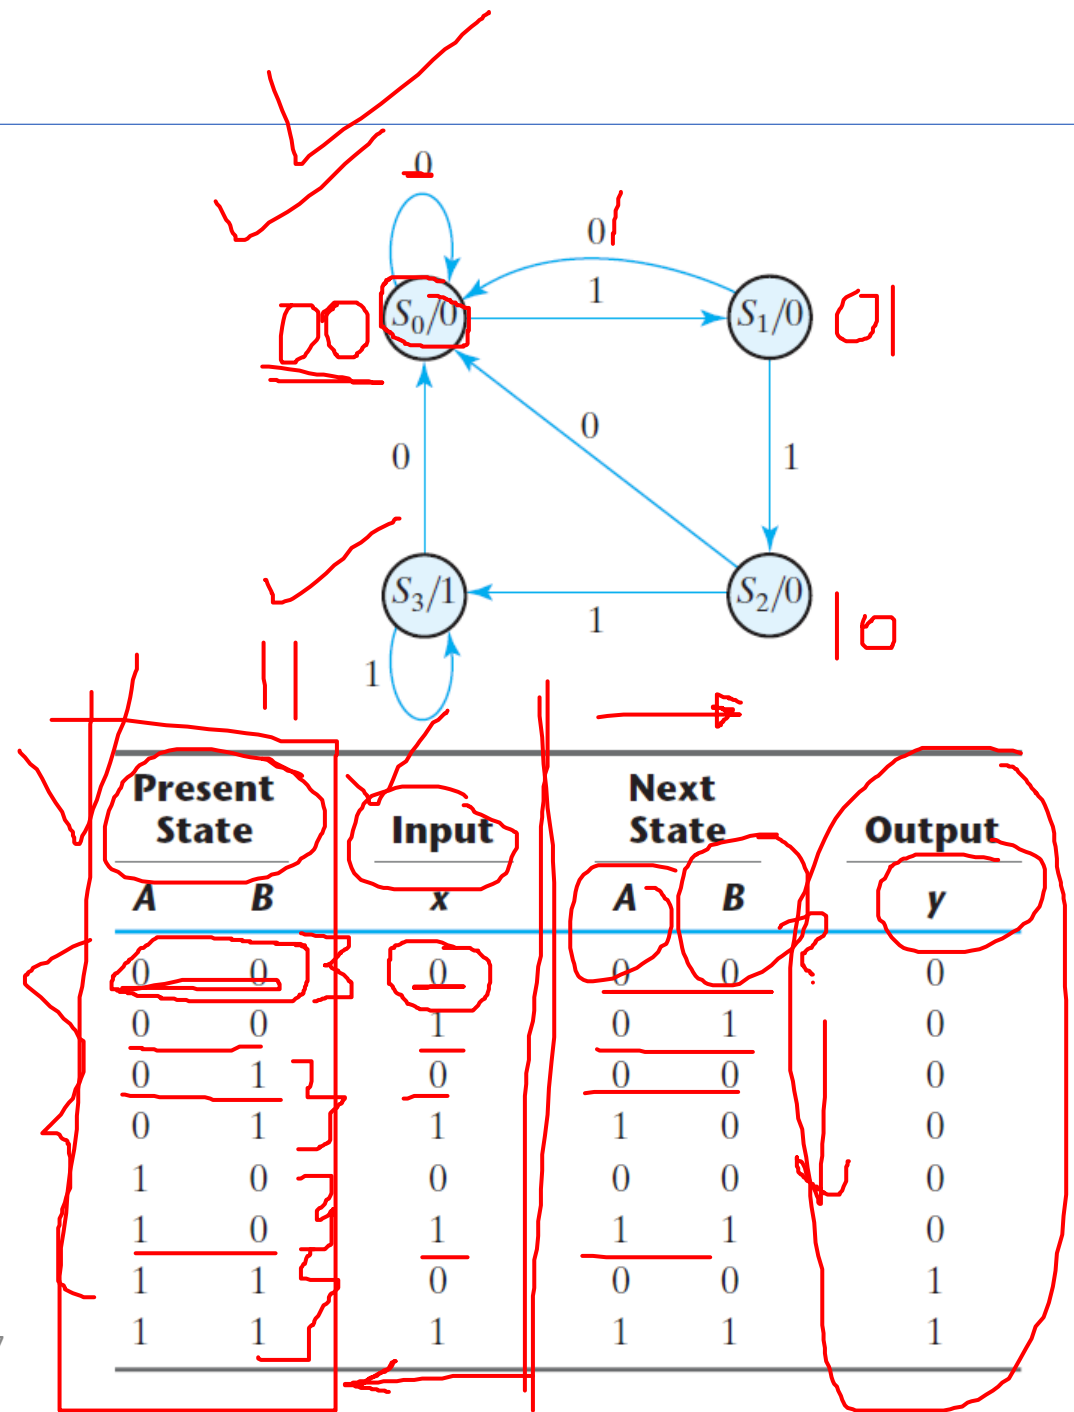 0
0
1
00 S0/0 S1/0 01
0 0 1
S3/1 S2/0 10
1
1
11
Present State Input Next State Output
A B x A B y
0 0 0 0 0 0
0 0 1 0 1 0
0 1 0 0 0 0
0 1 1 1 0 0
1 0 0 0 0 0
1 0 1 1 1 0
1 1 0 0 0 1
1 1 1 1 1 1